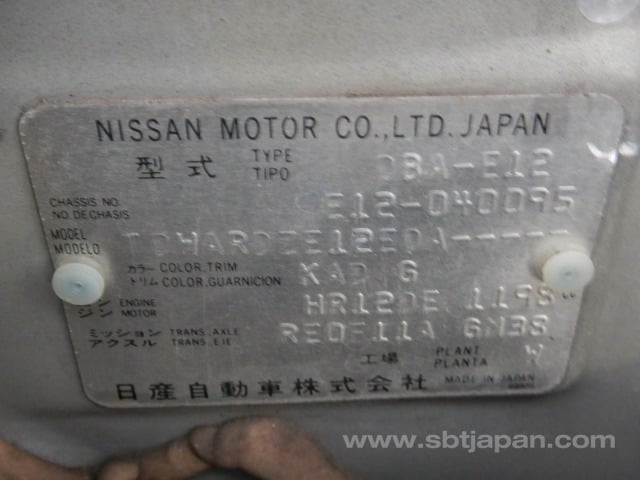 NISSAN MOTOR CO.,LTD. JAPAN
型式 TYPE TIPO DBA-E12
CHASSIS NO. NO.DE.CHASIS E12-040095
MODEL MODELO E12EDA-----
カラー COLOR,TRIM KAD G
トリム COLOR,GUARNICION
エンジン ENGINE MOTOR HR12DE 1198 cc
ミッション TRANS.,AXLE RE0F11A GM38
アクスル TRANS.,EJE
工場 PLANT PLANTA W
日産自動車株式会社 MADE IN JAPAN
www.sbtjapan.com